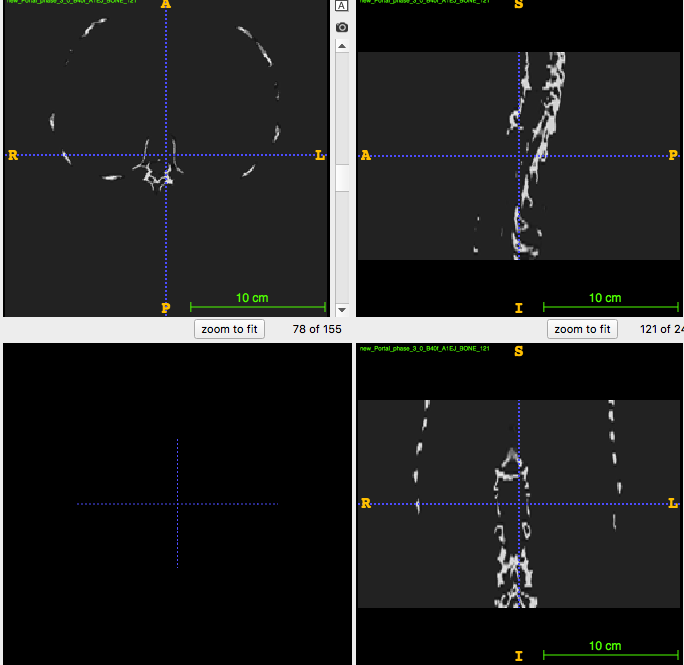 new_Portal_phase_3_0_B40f_A1EJ_BONE_121
A
R
L
P
10 cm
zoom to fit
78 of 155
A
new_Portal_phase_3_0_B40f_A1EJ_BONE_121
S
A
P
I
10 cm
zoom to fit
121 of 24
new_Portal_phase_3_0_B40f_A1EJ_BONE_121
S
R
L
I
10 cm